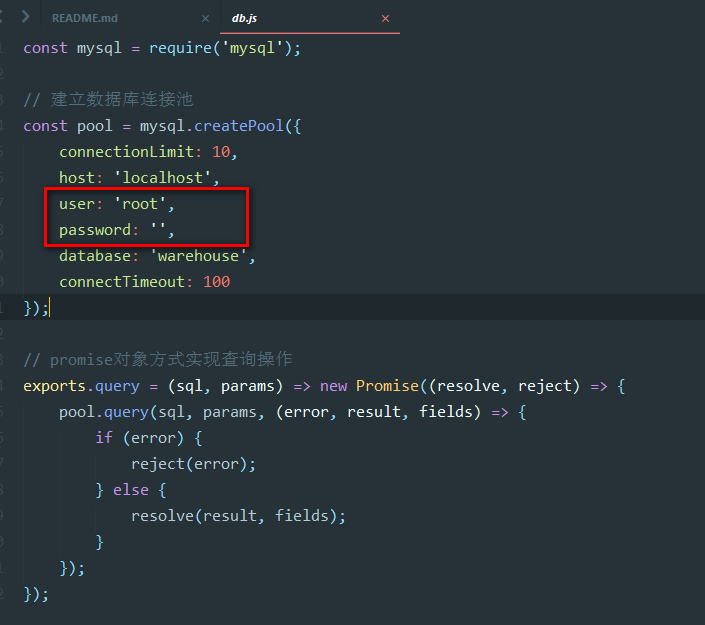 README.md × db.js ×
const mysql = require('mysql');
// 建立数据库连接池
const pool = mysql.createPool({
connectionLimit: 10,
host: 'localhost',
user: 'root',
password: '',
database: 'warehouse',
connectTimeout: 100
});
// promise对象方式实现查询操作
exports.query = (sql, params) => new Promise((resolve, reject) => {
pool.query(sql, params, (error, result, fields) => {
if (error) {
reject(error);
} else {
resolve(result, fields);
}
});
});